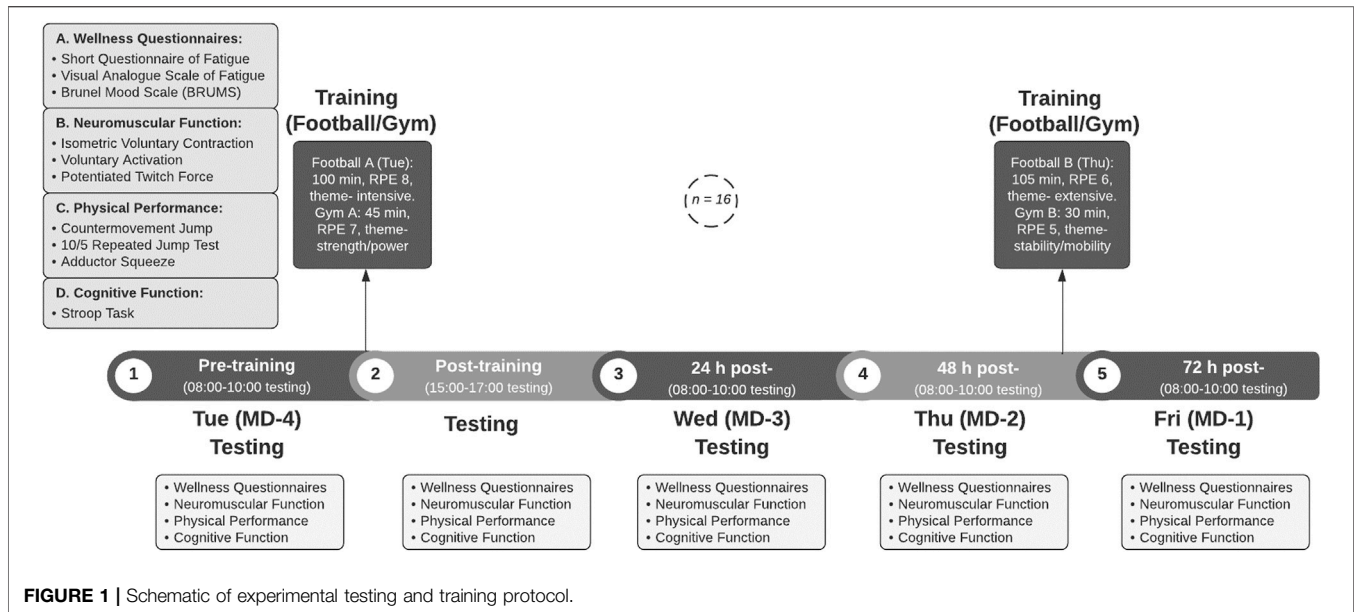 A. Wellness Questionnaires:
• Short Questionnaire of Fatigue
• Visual Analogue Scale of Fatigue
• Brunel Mood Scale (BRUMS)
B. Neuromuscular Function:
• Isometric Voluntary Contraction
• Voluntary Activation
• Potentiated Twitch Force
C. Physical Performance:
• Countermovement Jump
• 10/5 Repeated Jump Test
• Adductor Squeeze
D. Cognitive Function:
• Stroop Task
Training
(Football/Gym)
Football A (Tue):
100 min, RPE 8,
theme- intensive.
Gym A: 45 min,
RPE 7, theme-
strength/power
n = 16
Training
(Football/Gym)
Football B (Thu):
105 min, RPE 6,
theme- extensive.
Gym B: 30 min,
RPE 5, theme-
stability/mobility
1
Pre-training
(08:00-10:00 testing)
2
Post-training
(15:00-17:00 testing)
3
24 h post-
(08:00-10:00 testing)
4
48 h post-
(08:00-10:00 testing)
5
72 h post-
(08:00-10:00 testing)
Tue (MD-4)
Testing
Testing
Wed (MD-3)
Testing
Thu (MD-2)
Testing
Fri (MD-1)
Testing
• Wellness Questionnaires
• Neuromuscular Function
• Physical Performance
• Cognitive Function
• Wellness Questionnaires
• Neuromuscular Function
• Physical Performance
• Cognitive Function
• Wellness Questionnaires
• Neuromuscular Function
• Physical Performance
• Cognitive Function
• Wellness Questionnaires
• Neuromuscular Function
• Physical Performance
• Cognitive Function
• Wellness Questionnaires
• Neuromuscular Function
• Physical Performance
• Cognitive Function
FIGURE 1 | Schematic of experimental testing and training protocol.